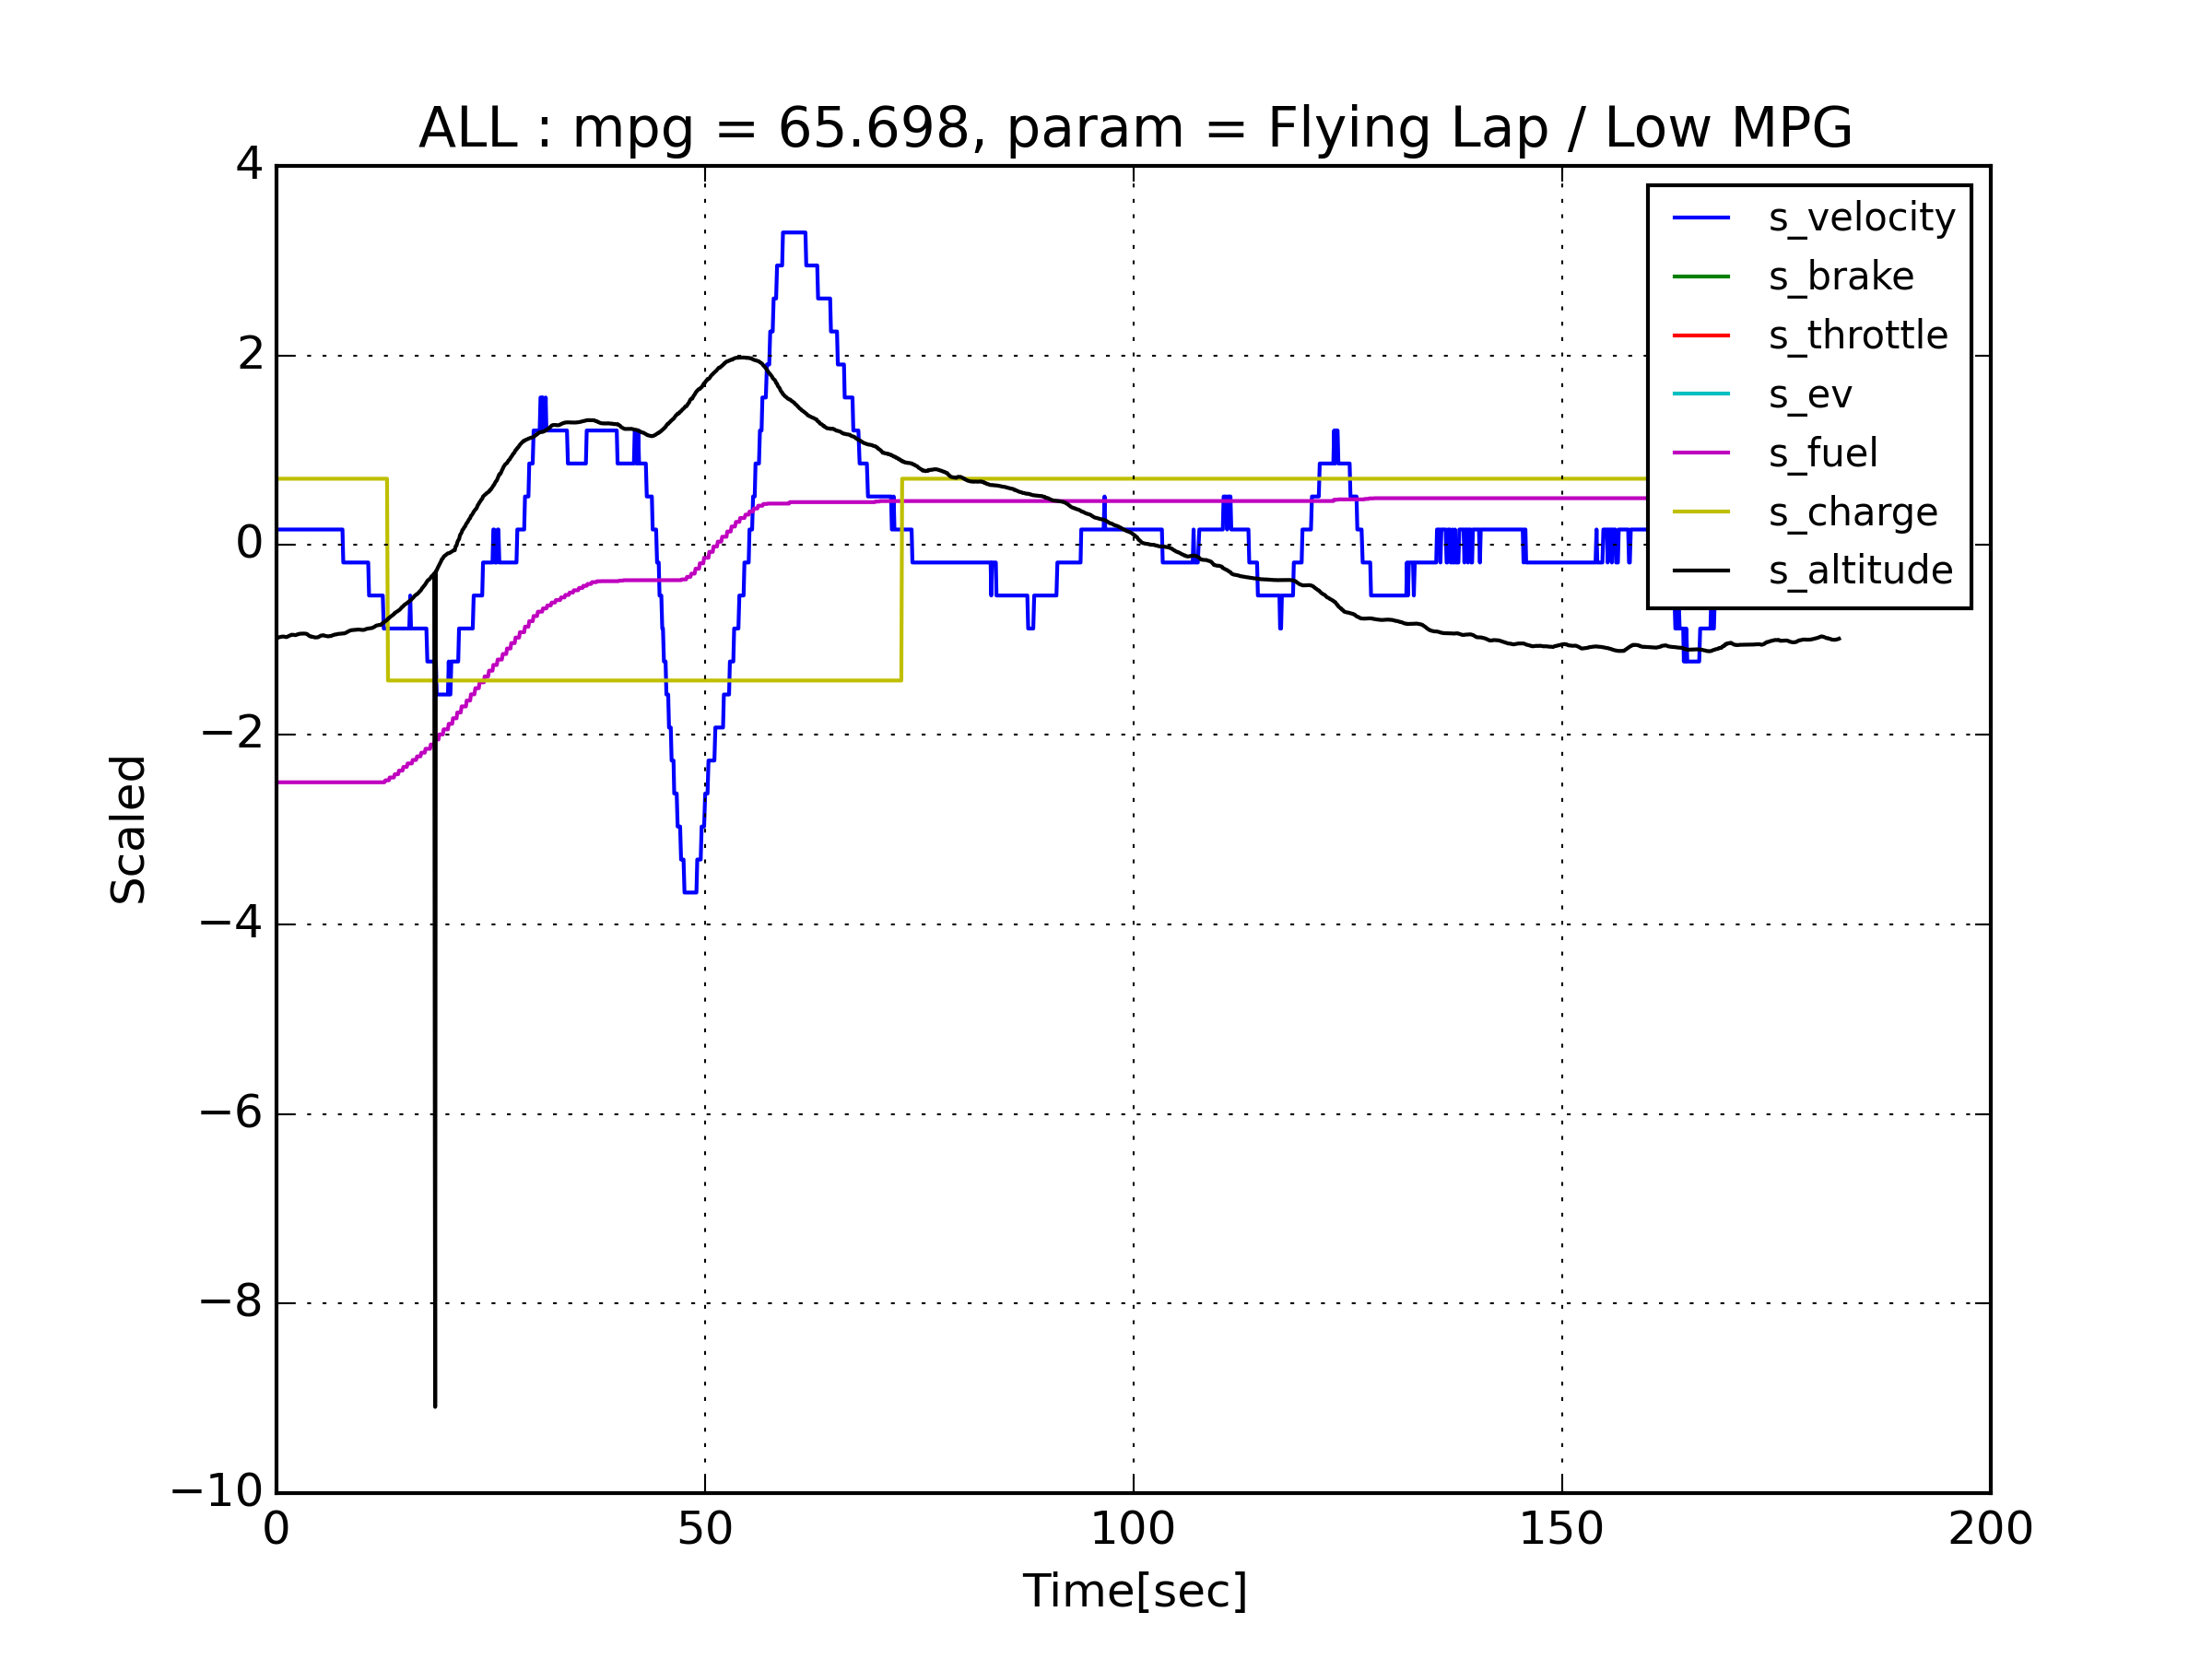 ALL : mpg = 65.698, param = Flying Lap / Low MPG
4
2
0
−2
−4
−6
−8
−10
Scaled
s_velocity
s_brake
s_throttle
s_ev
s_fuel
s_charge
s_altitude
0 50 100 150 200
Time[sec]